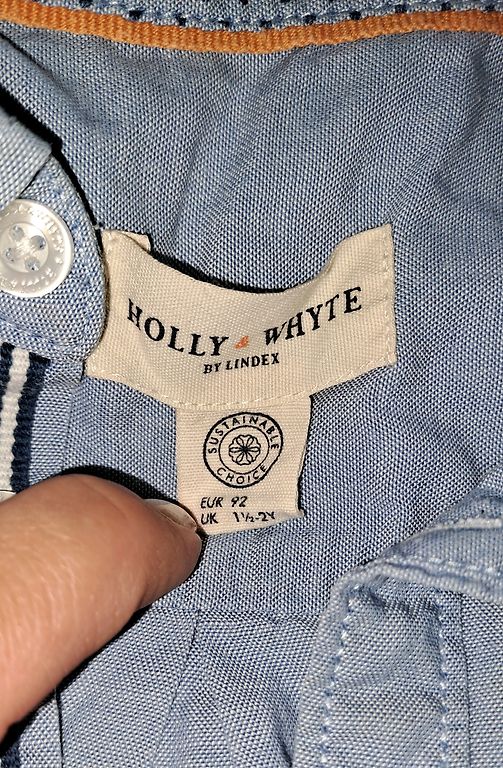 HOLLY & WHYTE
BY LINDEX
SUSTAINABLE
CHOICE
EUR 92
UK 1½-2Y